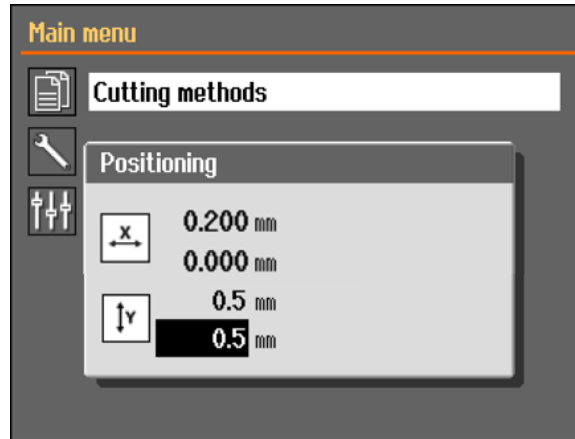 Main menu
Cutting methods
Positioning
X 0.200 mm
0.000 mm
Y 0.5 mm
0.5 mm